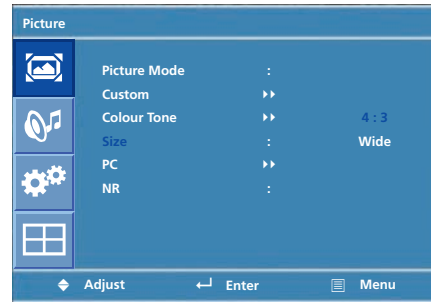 Picture
Picture Mode :
Custom ▸▸
Colour Tone ▸▸ 4 : 3
Size : Wide
PC ▸▸
NR :
Adjust Enter Menu